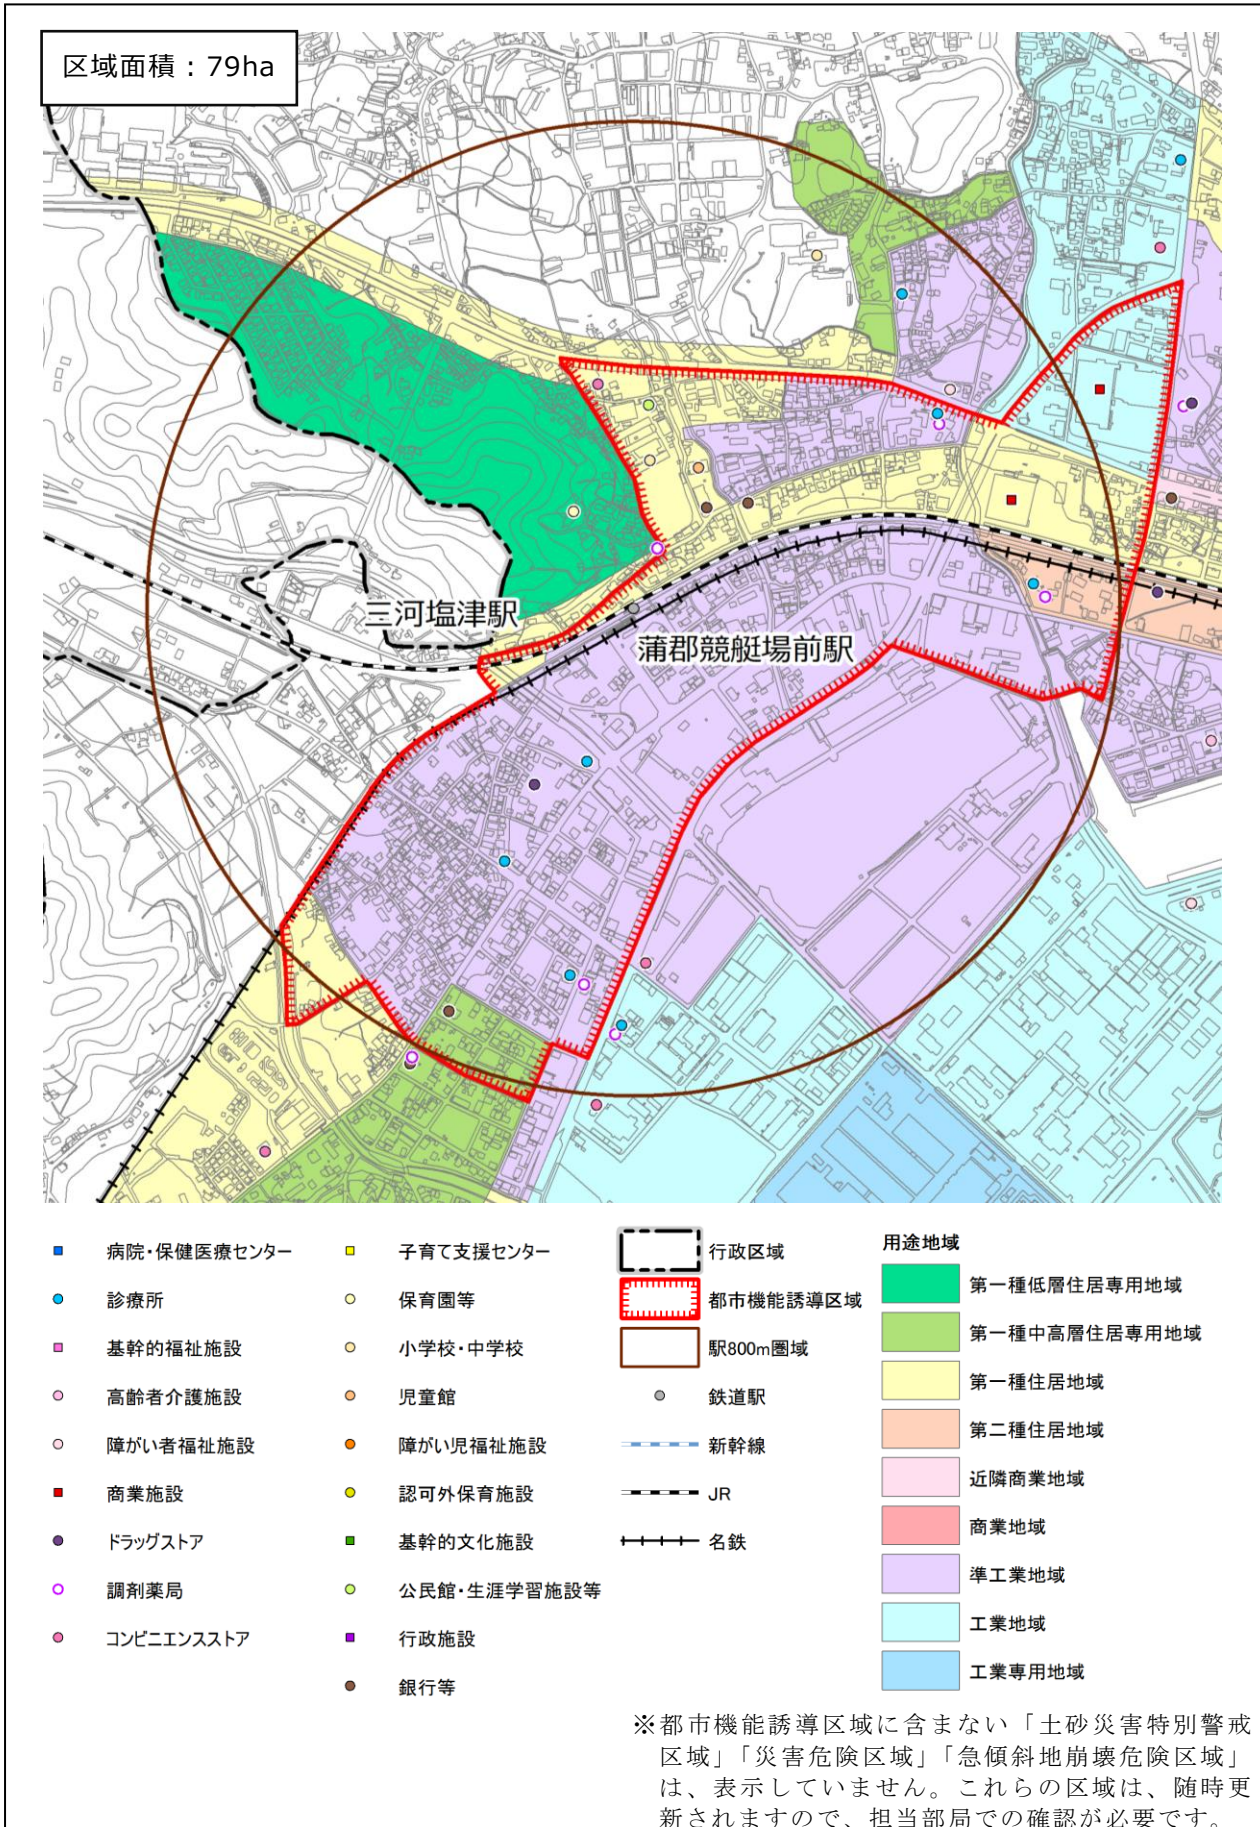 区域面積：79ha
三河塩津駅
蒲郡競艇場前駅
病院・保健医療センター
診療所
基幹的福祉施設
高齢者介護施設
障がい者福祉施設
商業施設
ドラッグストア
調剤薬局
コンビニエンスストア
子育て支援センター
保育園等
小学校・中学校
児童館
障がい児福祉施設
認可外保育施設
基幹的文化施設
公民館・生涯学習施設等
行政施設
銀行等
行政区域
都市機能誘導区域
駅800m圏域
鉄道駅
新幹線
JR
名鉄
用途地域
第一種低層住居専用地域
第一種中高層住居専用地域
第一種住居地域
第二種住居地域
近隣商業地域
商業地域
準工業地域
工業地域
工業専用地域
※都市機能誘導区域に含まない「土砂災害特別警戒
区域」「災害危険区域」「急傾斜地崩壊危険区域」
は、表示していません。これらの区域は、随時更
新されますので、担当部局での確認が必要です。